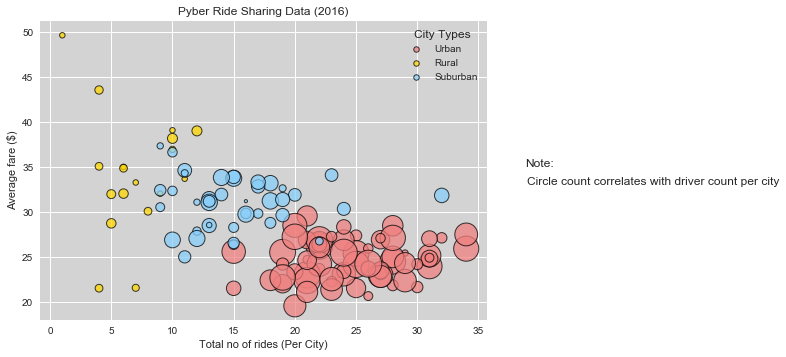 Pyber Ride Sharing Data (2016)
City Types
Urban
Rural
Suburban
50
45
40
35
30
25
20
Average fare ($)
0
5
10
15
20
25
30
35
Total no of rides (Per City)
Note:
Circle count correlates with driver count per city